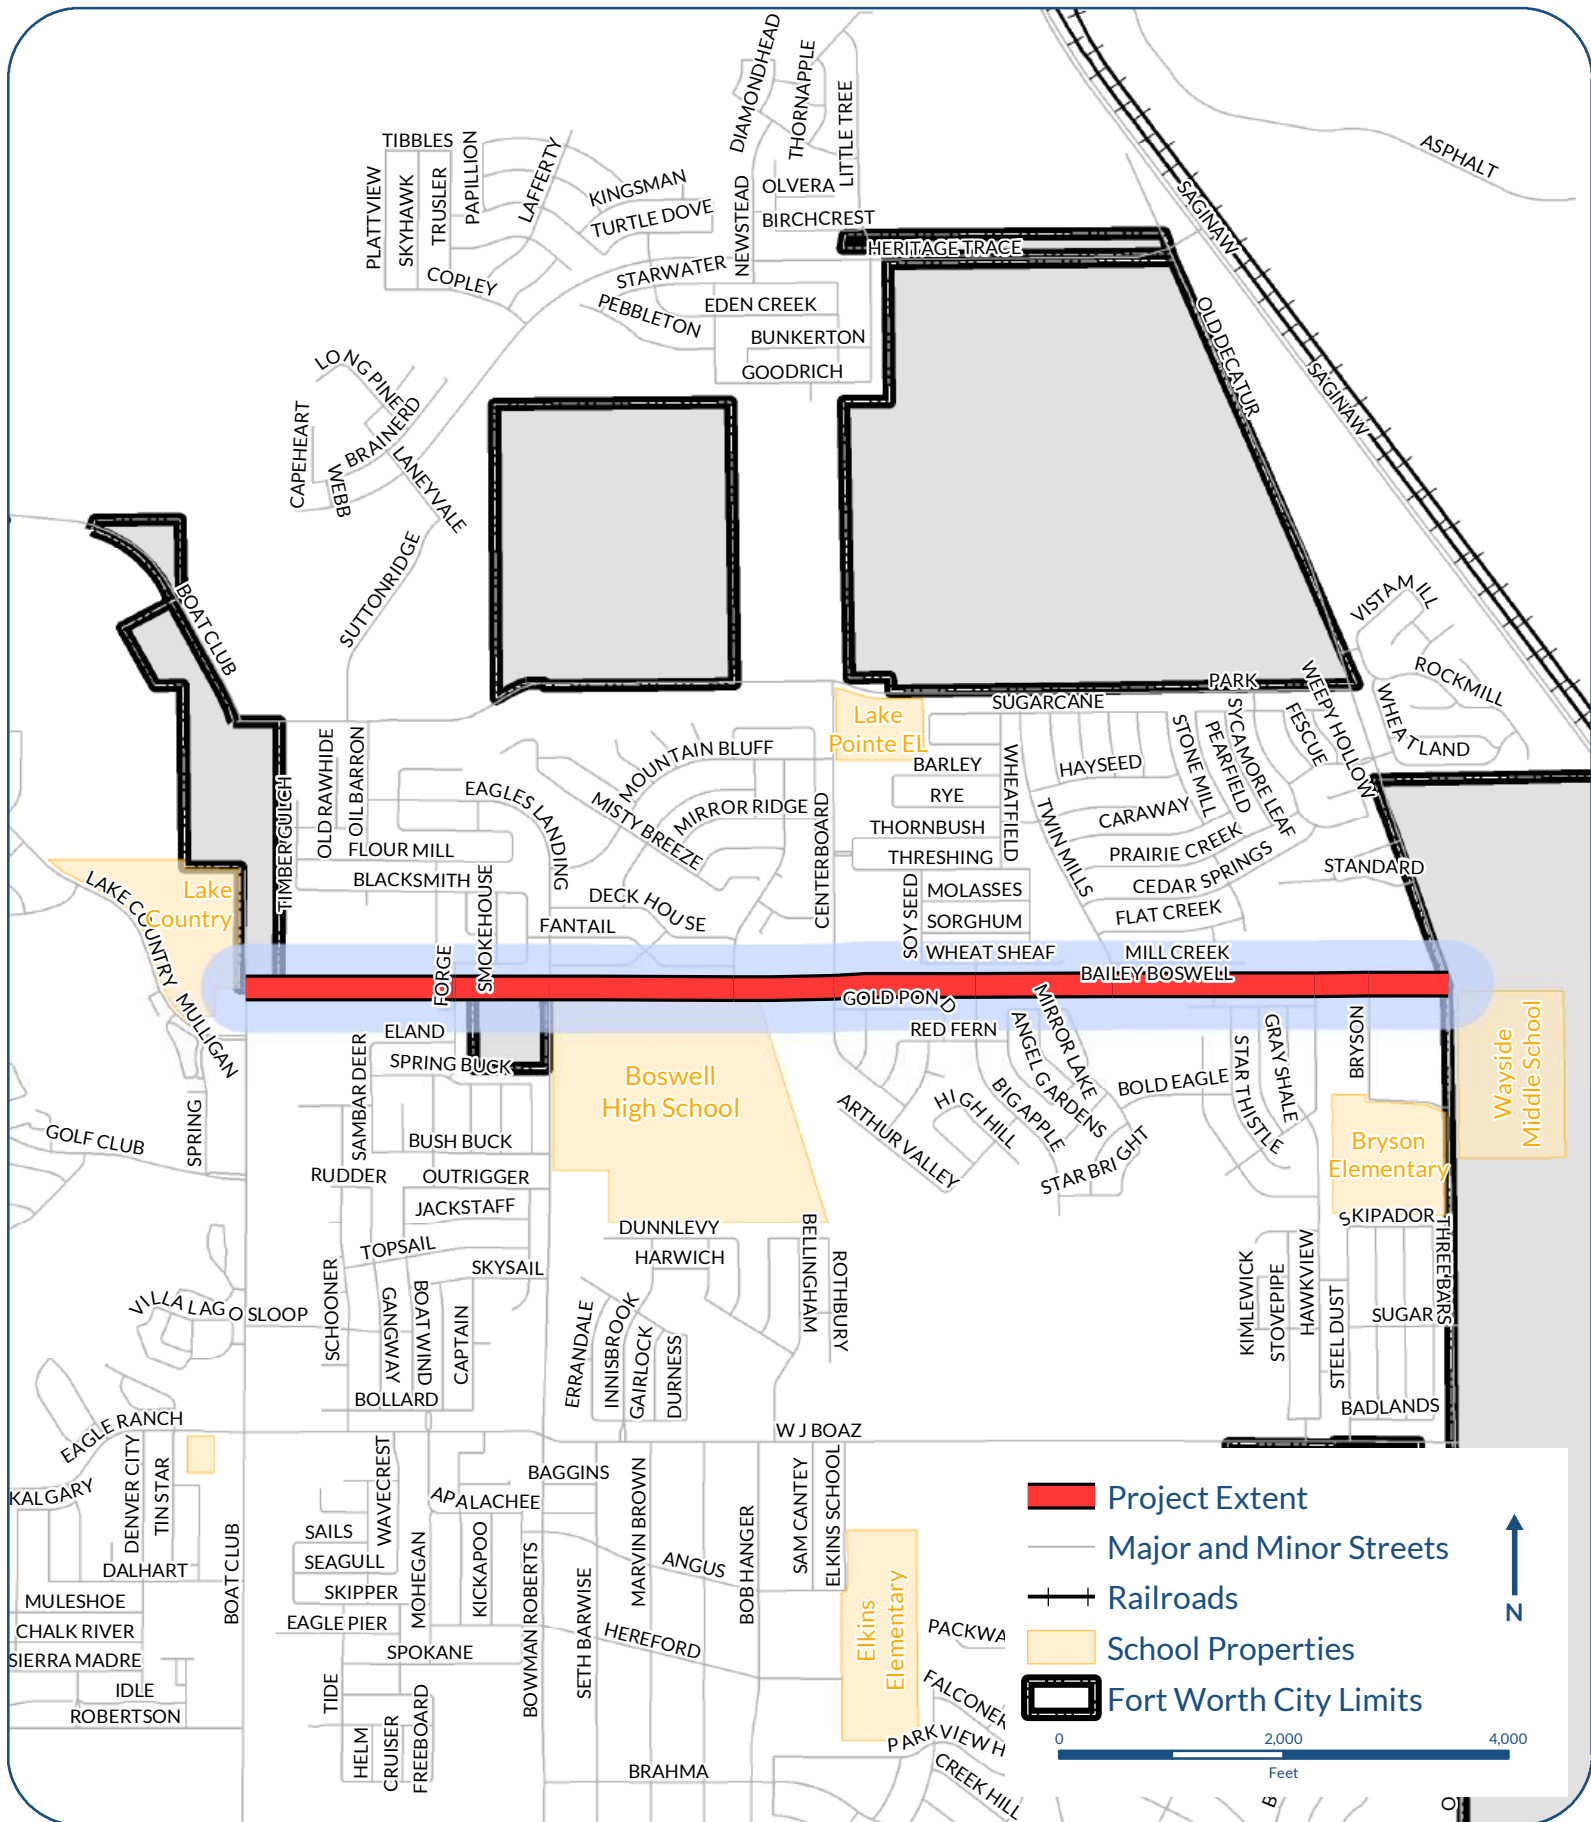 DIAMONDHEAD
THORNAPPLE
LITTLE TREE
ASPHALT
TIBBLES
PAPILLION
LAFFERTY
PLATTVIEW
SKYHAWK
TRUSLER
KINGSMAN
OLVERA
TURTLE DOVE
NEWSTEAD
BIRCHCREST
SAGINAW
HERITAGE TRACE
COPLEY
STARWATER
PEBBLETON
EDEN CREEK
BUNKERTON
GOODRICH
OLD DECATUR
SAGINAW
LONG PINE
CAPEHEART
BRAINERD
WEBB
LANEYVALE
SUTTONRIDGE
BOAT CLUB
VISTA MILL
ROCKMILL
WHEATLAND
PARK
WEEPY HOLLOW
SUGARCANE
Lake
Pointe EL
STONE MILL
PEARFIELD
SYCAMORE LEAF
FESCUE
TIMBER GULCH
OLD RAWHIDE
OIL BARRON
MOUNTAIN BLUFF
EAGLES LANDING
MISTY BREEZE
MIRROR RIDGE
CENTERBOARD
BARLEY
RYE
THORNBUSH
THRESHING
WHEATFIELD
HAYSEED
TWIN MILLS
CARAWAY
PRAIRIE CREEK
CEDAR SPRINGS
STANDARD
FLOUR MILL
BLACKSMITH
SMOKEHOUSE
DECK HOUSE
FANTAIL
SOY SEED
MOLASSES
SORGHUM
FLAT CREEK
WHEAT SHEAF
MILL CREEK
LAKE COUNTRY
Lake
Country
FORGE
BAILEY BOSWELL
GOLD POND
MULLIGAN
ELAND
SPRING BUCK
SAMBAR DEER
RED FERN
ANGEL GARDENS
MIRROR LAKE
BRYSON
GRAY SHALE
STAR THISTLE
BOLD EAGLE
Wayside
Middle School
Boswell
High School
ARTHUR VALLEY
HIGH HILL
BIG APPLE
STAR BRIGHT
Bryson
Elementary
GOLF CLUB
SPRING
BUSH BUCK
RUDDER
OUTRIGGER
JACKSTAFF
TOPSAIL
SKYSAIL
DUNNLEVY
HARWICH
BELLINGHAM
ROTHBURY
SKIPADOR
THREE BARS
KIMLEWICK
STOVEPIPE
HAWKVIEW
STEEL DUST
SUGAR
BADLANDS
VILLA LAGO
SLOOP
SCHOONER
GANGWAY
BOAT WIND
CAPTAIN
ERRANDALE
INNISBROOK
GAIRLOCK
DURNESS
BOLLARD
EAGLE RANCH
W J BOAZ
KALGARY
DENVER CITY
TIN STAR
WAVECREST
BAGGINS
APALACHEE
MARVIN BROWN
SAM CANTEY
ELKINS SCHOOL
SAILS
SEAGULL
SKIPPER
EAGLE PIER
DALHART
BOAT CLUB
MOHEGAN
KICKAPOO
BOWMAN ROBERTS
SETH BARWISE
ANGUS
BOB HANGER
HEREFORD
SPOKANE
MULESHOE
CHALK RIVER
SIERRA MADRE
IDLE
ROBERTSON
TIDE
HELM
CRUISER
FREEBOARD
BRAHMA
Elkins
Elementary
PACKWA
FALCONER
PARKVIEW H
CREEK HILL
Project Extent
Major and Minor Streets
Railroads
School Properties
Fort Worth City Limits
N
0 2,000 4,000
Feet